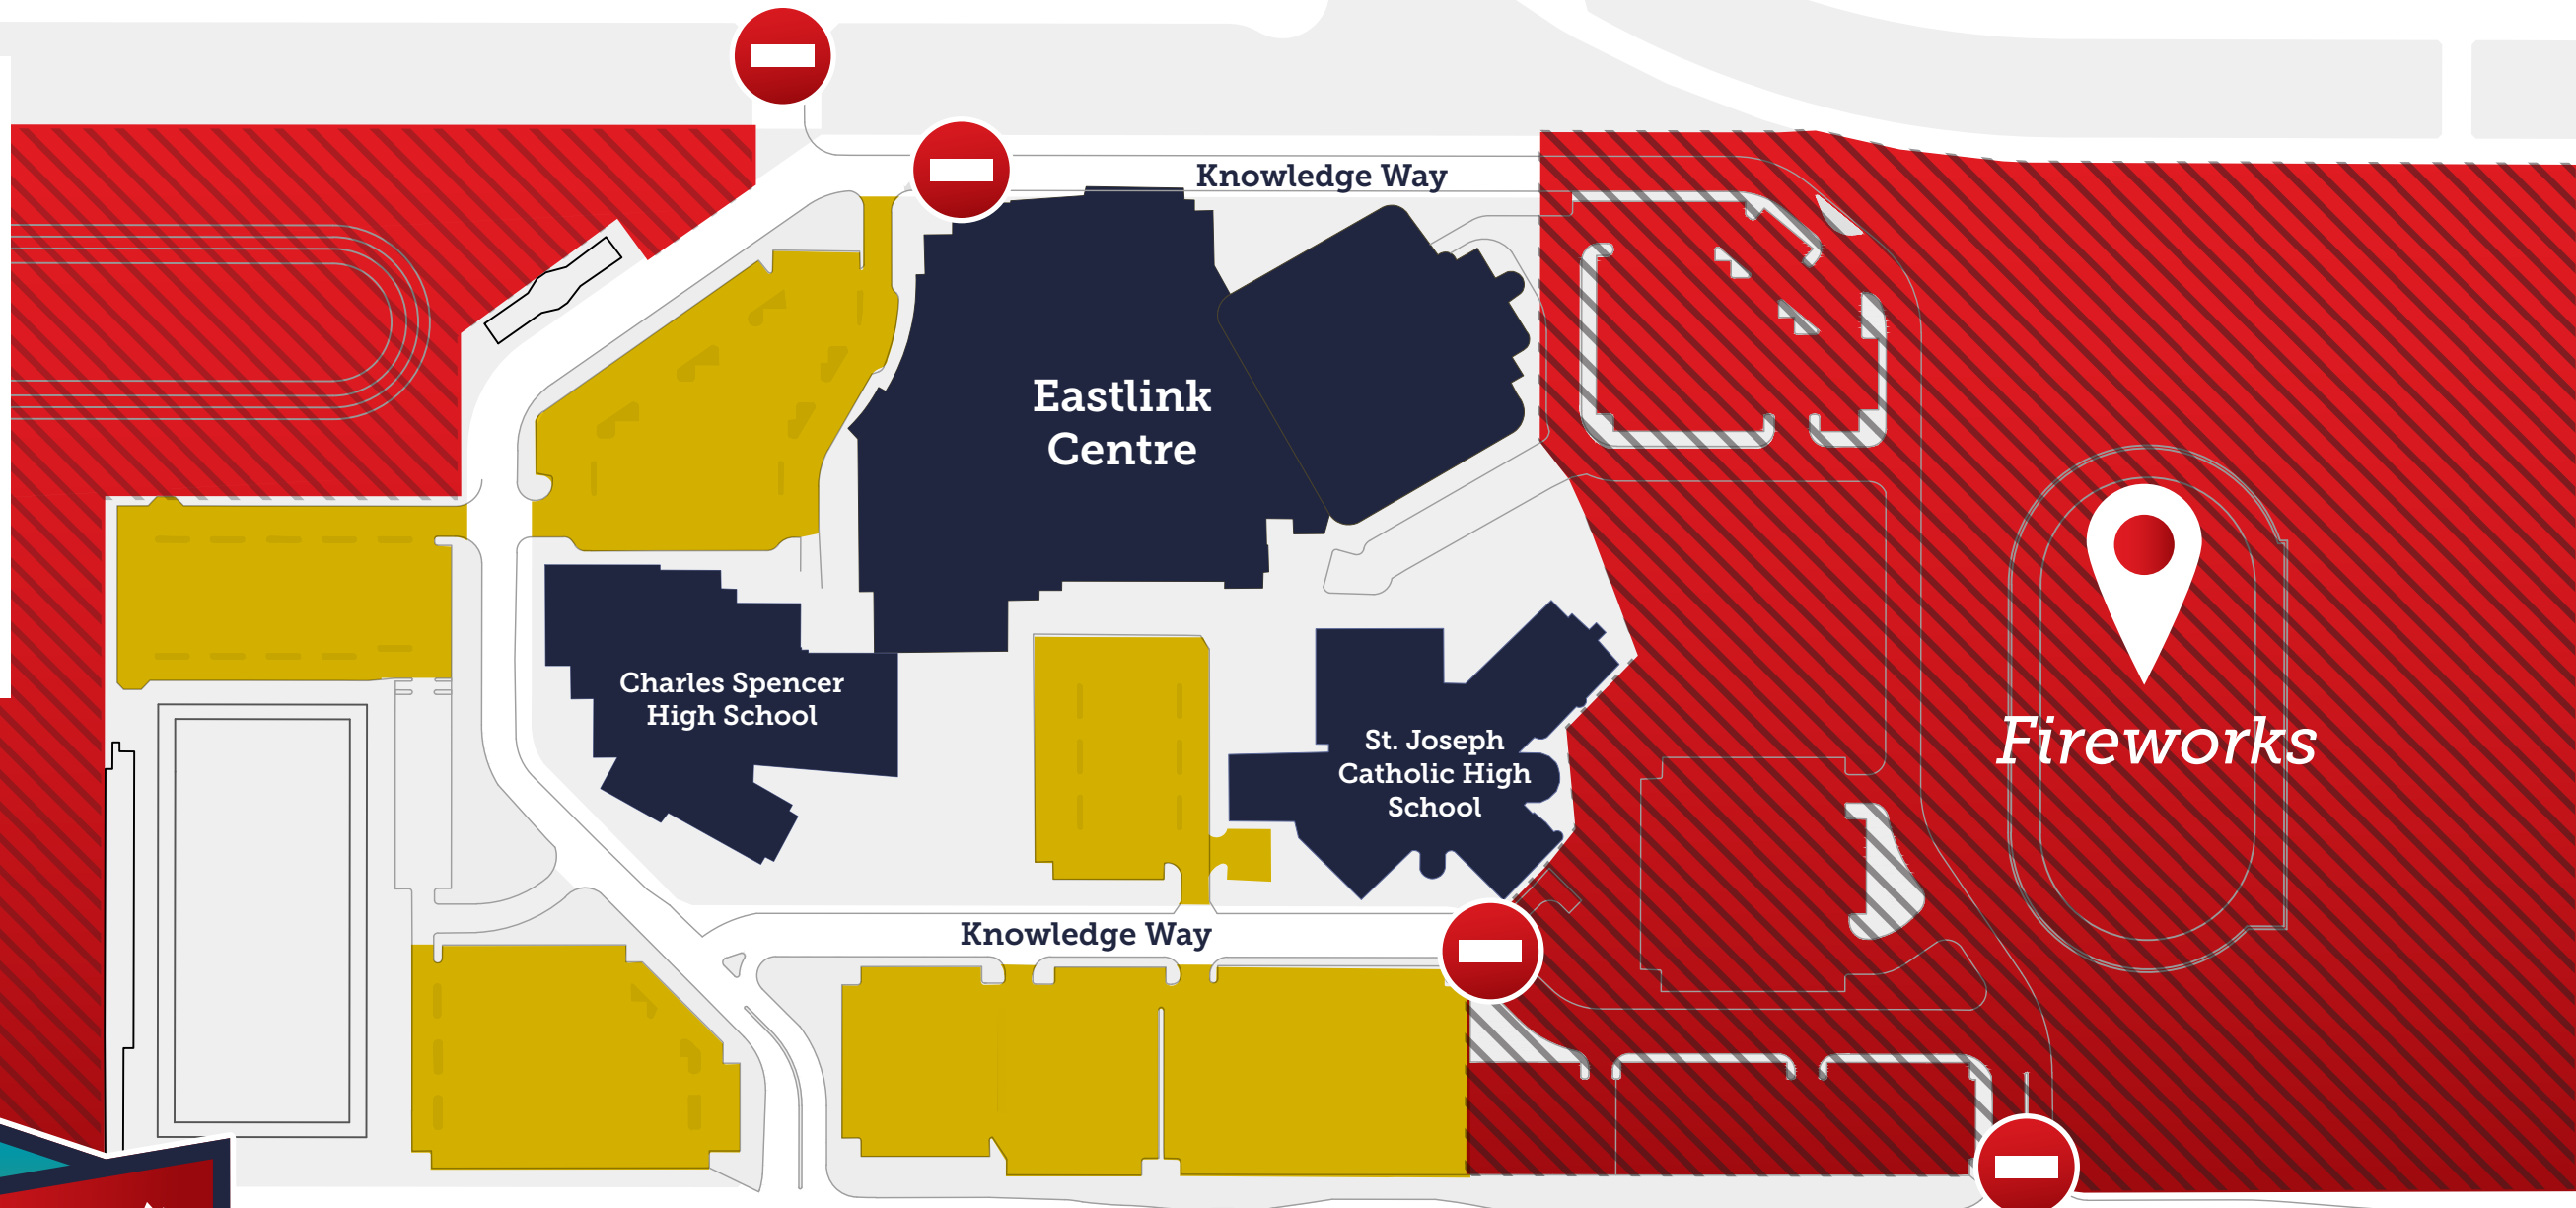 Knowledge Way
Eastlink
Centre
Charles Spencer
High School
St. Joseph
Catholic High
School
Fireworks
Knowledge Way